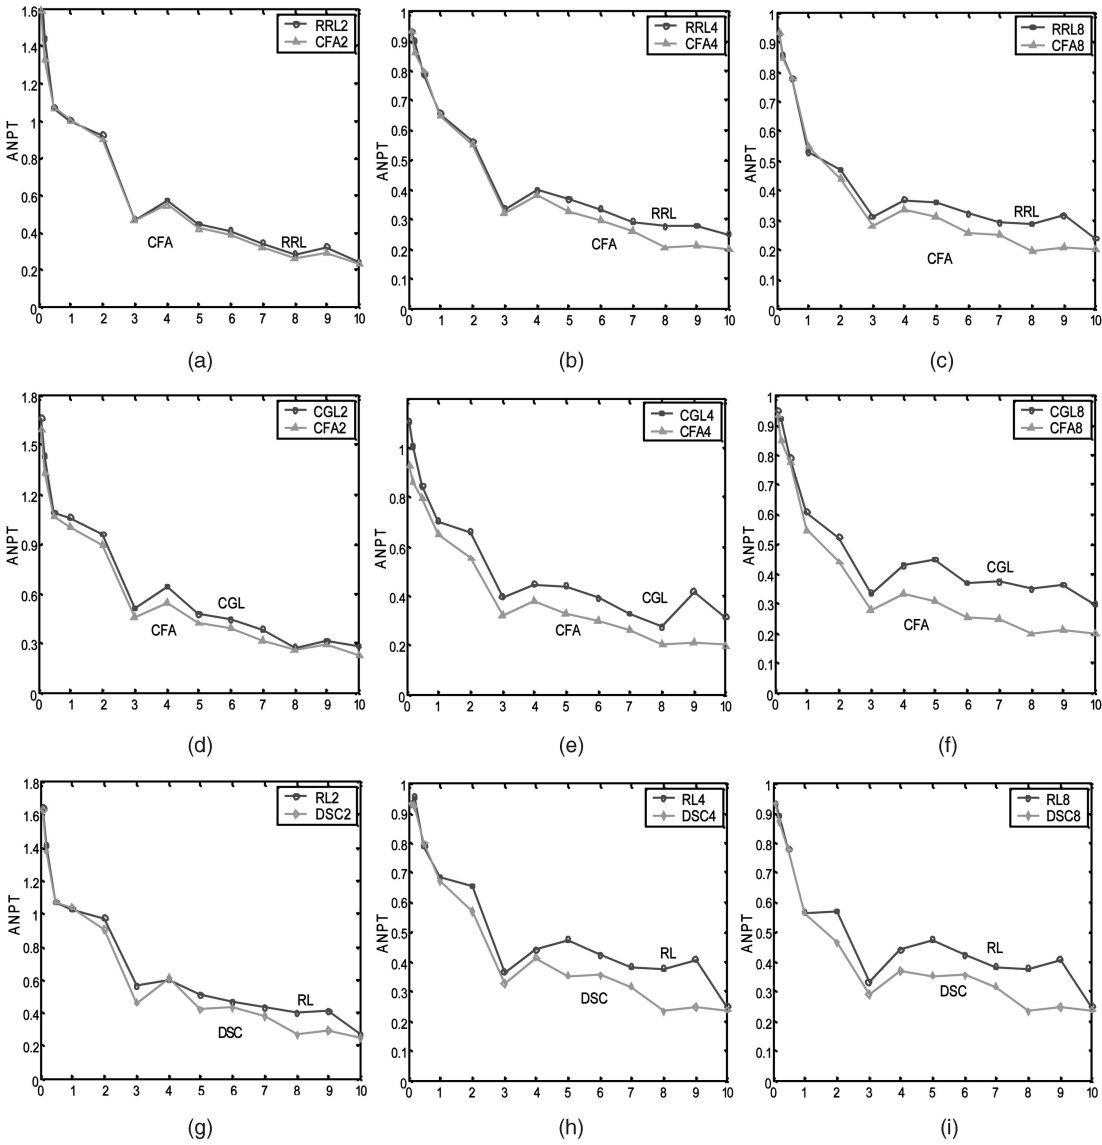 1.6
1.4
1.2
1
0.8
0.6
0.4
0.2
0
ANPT
RRL2
CFA2
CFA
RRL
0 1 2 3 4 5 6 7 8 9 10
(a)
1
0.9
0.8
0.7
0.6
0.5
0.4
0.3
0.2
0.1
0
ANPT
RRL4
CFA4
RRL
CFA
0 1 2 3 4 5 6 7 8 9 10
(b)
1
0.9
0.8
0.7
0.6
0.5
0.4
0.3
0.2
0.1
0
ANPT
RRL8
CFA8
RRL
CFA
0 1 2 3 4 5 6 7 8 9 10
(c)
1.8
1.5
1.2
0.9
0.6
0.3
0
ANPT
CGL2
CFA2
CGL
CFA
0 1 2 3 4 5 6 7 8 9 10
(d)
1
0.8
0.6
0.4
0.2
0
ANPT
CGL4
CFA4
CGL
CFA
0 1 2 3 4 5 6 7 8 9 10
(e)
1
0.9
0.8
0.7
0.6
0.5
0.4
0.3
0.2
0.1
0
ANPT
CGL8
CFA8
CGL
CFA
0 1 2 3 4 5 6 7 8 9 10
(f)
1.8
1.6
1.4
1.2
1
0.8
0.6
0.4
0.2
0
ANPT
RL2
DSC2
RL
DSC
0 1 2 3 4 5 6 7 8 9 10
(g)
1
0.9
0.8
0.7
0.6
0.5
0.4
0.3
0.2
0.1
0
ANPT
RL4
DSC4
RL
DSC
0 1 2 3 4 5 6 7 8 9 10
(h)
1
0.9
0.8
0.7
0.6
0.5
0.4
0.3
0.2
0.1
0
ANPT
RL8
DSC8
RL
DSC
0 1 2 3 4 5 6 7 8 9 10
(i)